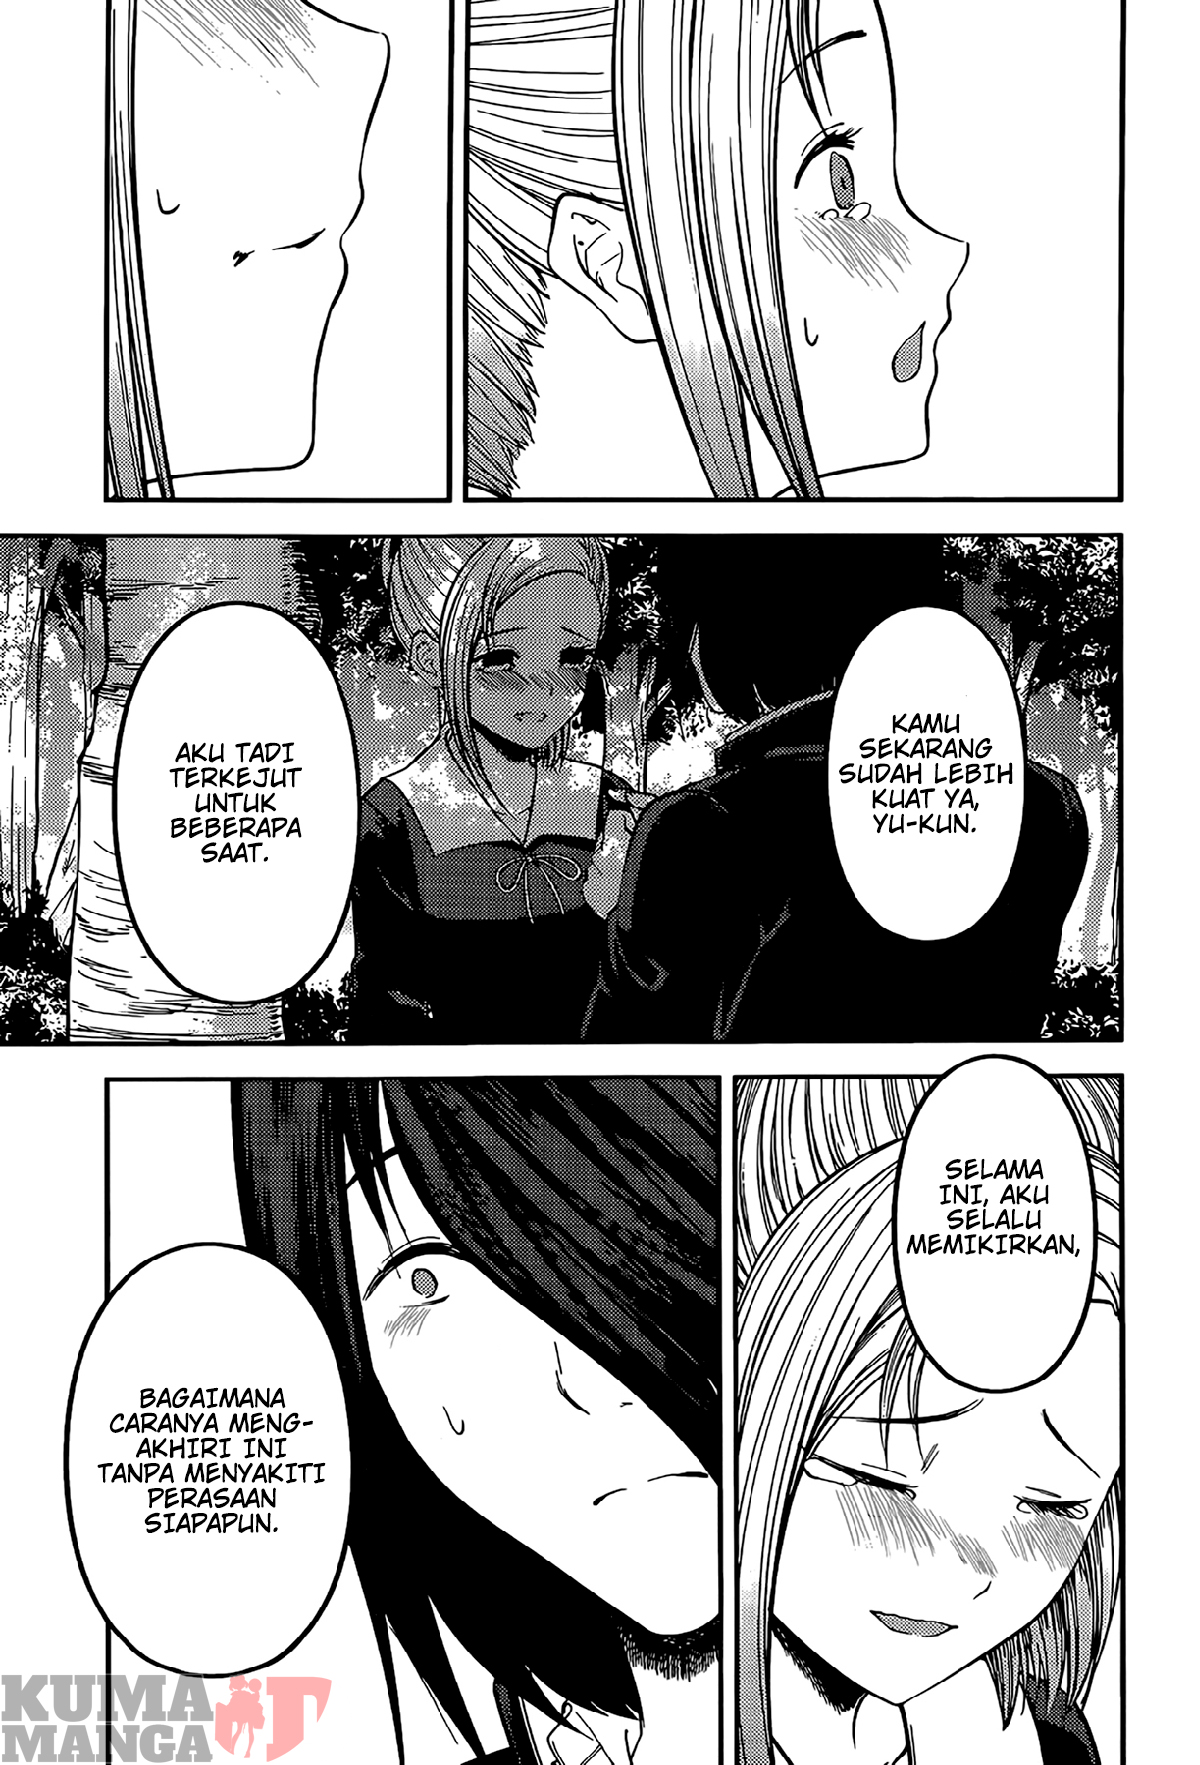 KAMU
SEKARANG
SUDAH LEBIH
KUAT YA,
YU-KUN.
AKU TADI
TERKEJUT
UNTUK
BEBERAPA
SAAT.
SELAMA
INI, AKU
SELALU
MEMIKIRKAN,
BAGAIMANA
CARANYA MENG-
AKHIRI INI
TANPA MENYAKITI
PERASAAN
SIAPAPUN.
KUMA
MANGA